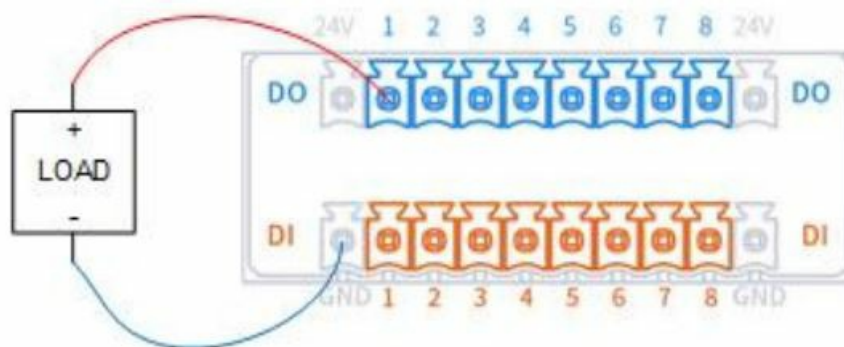 24V 1 2 3 4 5 6 7 8 24V
DO DO
+
LOAD
-
DI DI
GND 1 2 3 4 5 6 7 8 GND